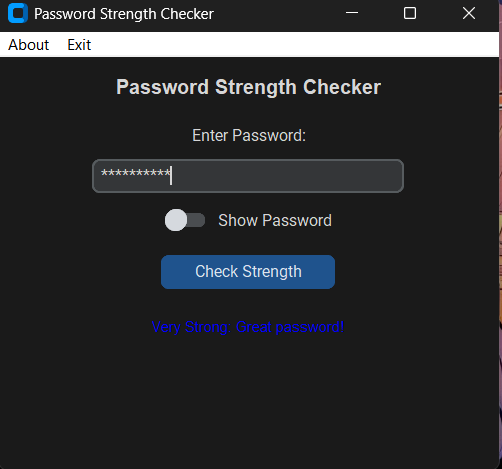 Password Strength Checker
About Exit
Password Strength Checker
Enter Password:
**********
Show Password
Check Strength
Very Strong: Great password!